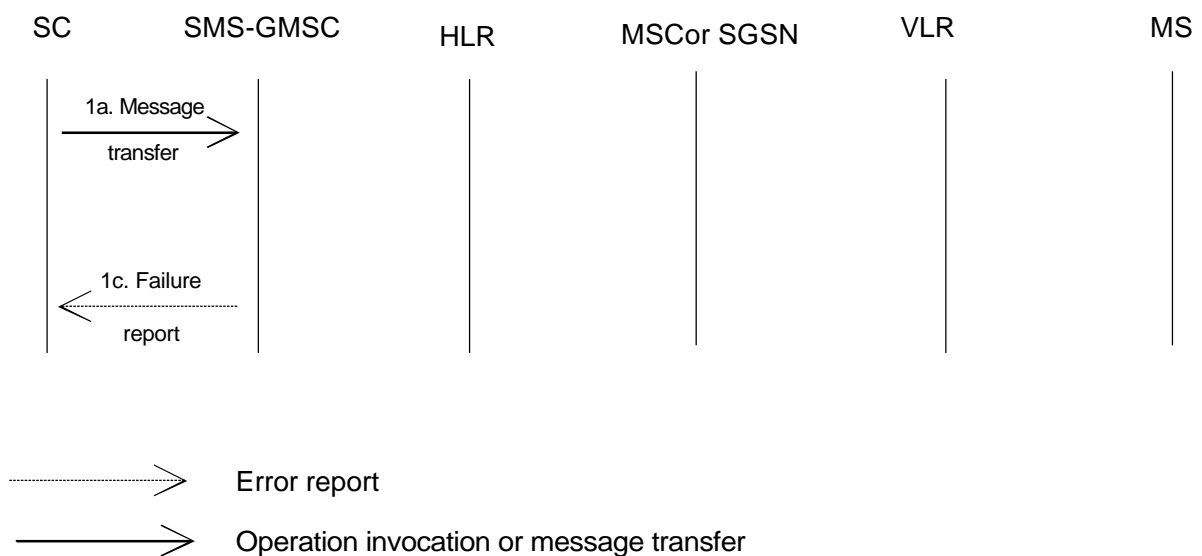 SC SMS-GMSC HLR MSCor SGSN VLR MS
1a. Message
transfer
1c. Failure
report
Error report
Operation invocation or message transfer